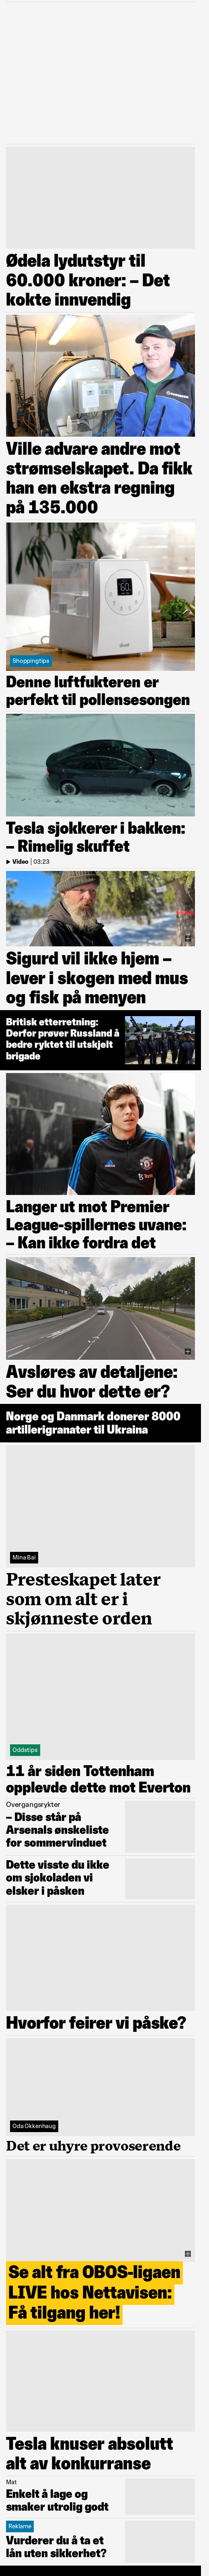 Ødela lydutstyr til
60.000 kroner: – Det
kokte innvendig
Ville advare andre mot
strømselskapet. Da fikk
han en ekstra regning
på 135.000
Shoppingtips
Denne luftfukteren er
perfekt til pollensesongen
Tesla sjokkerer i bakken:
– Rimelig skuffet
Video | 03:23
Sigurd vil ikke hjem –
lever i skogen med mus
og fisk på menyen
Britisk etterretning:
Derfor prøver Russland å
bedre ryktet til utskjelt
brigade
Langer ut mot Premier
League-spillernes uvane:
– Kan ikke fordra det
Avsløres av detaljene:
Ser du hvor dette er?
Norge og Danmark donerer 8000
artillerigranater til Ukraina
Mina Bai
Presteskapet later
som om alt er i
skjønneste orden
Oddstips
11 år siden Tottenham
opplevde dette mot Everton
Overgangsrykter
– Disse står på
Arsenals ønskeliste
for sommervinduet
Dette visste du ikke
om sjokoladen vi
elsker i påsken
Hvorfor feirer vi påske?
Oda Okkenhaug
Det er uhyre provoserende
Se alt fra OBOS-ligaen
LIVE hos Nettavisen:
Få tilgang her!
Tesla knuser absolutt
alt av konkurranse
Mat
Enkelt å lage og
smaker utrolig godt
Reklame
Vurderer du å ta et
lån uten sikkerhet?